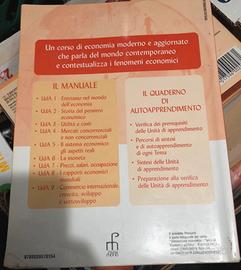 Un corso di economia moderno e aggiornato
che parla del mondo contemporaneo
e contestualizza i fenomeni economici
IL MANUALE
• UdA 1 - Entriamo nel mondo
dell'economia
• UdA 2 - Storia del pensiero
economico
• UdA 3 - Utilità e costi
• UdA 4 - Mercati concorrenziali
e non concorrenziali
• UdA 5 - Il sistema economico:
gli aspetti reali
• UdA 6 - La moneta
• UdA 7 - Prezzi, salari, occupazione
• UdA 8 - I rapporti economici
mondiali
• UdA 9 - Commercio internazionale,
crescita, sviluppo
e sottosviluppo
IL QUADERNO
DI
AUTOAPPRENDIMENTO
• Verifica dei prerequisiti
delle Unità di apprendimento
• Percorsi di sintesi
e di autovalutazione
di ogni Tema
• Sintesi delle Unità
di apprendimento
• Preparazione alla verifica
delle Unità di apprendimento